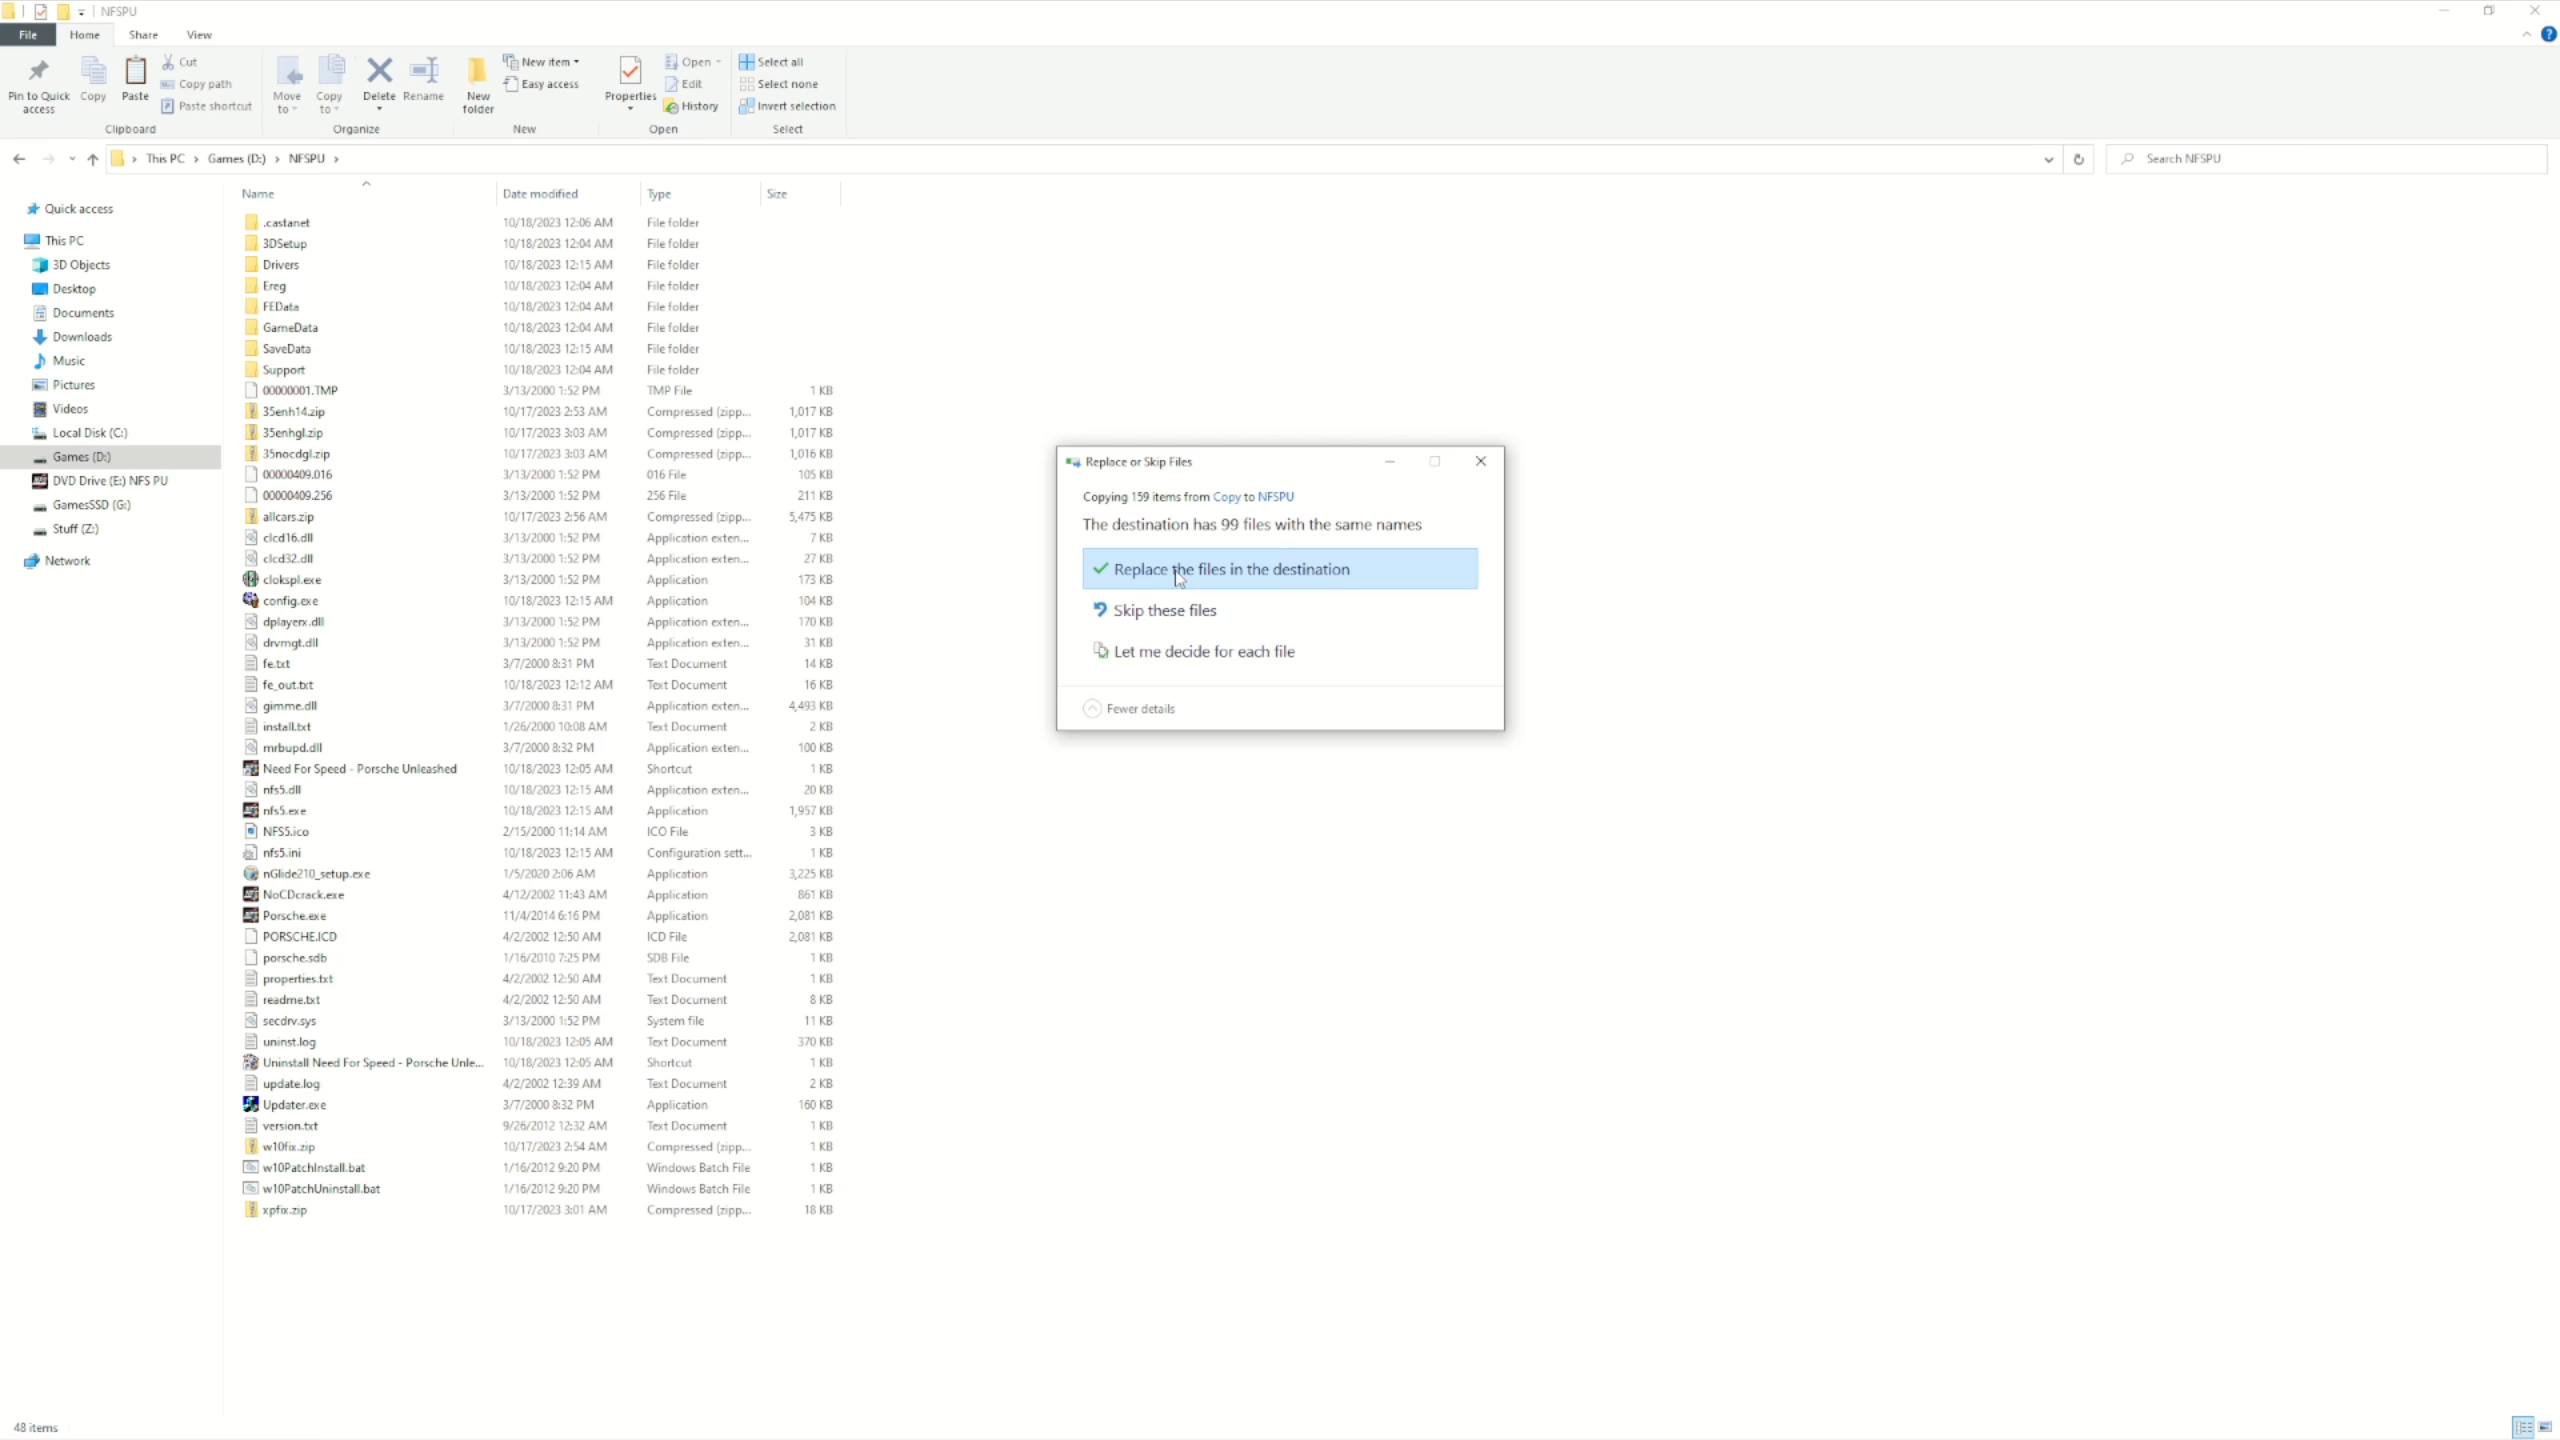 NFSPU
File Home Share View
Pin to Quick access
Copy
Paste
Cut
Copy path
Paste shortcut
Clipboard
Move to
Copy to
Delete
Rename
Organize
New folder
New item
Easy access
New
Properties
Open
Edit
History
Open
Select all
Select none
Invert selection
Select
This PC > Games (D:) > NFSPU >
Search NFSPU
Quick access
This PC
3D Objects
Desktop
Documents
Downloads
Music
Pictures
Videos
Local Disk (C:)
Games (D:)
DVD Drive (E:) NFS PU
GamesSSD (G:)
Stuff (Z:)
Network
Name Date modified Type Size
.castanet 10/18/2023 12:06 AM File folder
3DSetup 10/18/2023 12:04 AM File folder
Drivers 10/18/2023 12:15 AM File folder
Ereg 10/18/2023 12:04 AM File folder
FEData 10/18/2023 12:04 AM File folder
GameData 10/18/2023 12:04 AM File folder
SaveData 10/18/2023 12:15 AM File folder
Support 10/18/2023 12:04 AM File folder
00000001.TMP 3/13/2000 1:52 PM TMP File 1 KB
35enh14.zip 10/17/2023 2:53 AM Compressed (zipp... 1,017 KB
35enhgl.zip 10/17/2023 3:03 AM Compressed (zipp... 1,017 KB
35nocdgl.zip 10/17/2023 3:03 AM Compressed (zipp... 1,016 KB
00000409.016 3/13/2000 1:52 PM 016 File 105 KB
00000409.256 3/13/2000 1:52 PM 256 File 211 KB
allcars.zip 10/17/2023 2:56 AM Compressed (zipp... 5,475 KB
clcd16.dll 3/13/2000 1:52 PM Application exten... 7 KB
clcd32.dll 3/13/2000 1:52 PM Application exten... 27 KB
clokspl.exe 3/13/2000 1:52 PM Application 173 KB
config.exe 10/18/2023 12:15 AM Application 104 KB
dplayerx.dll 3/13/2000 1:52 PM Application exten... 170 KB
drvmgt.dll 3/13/2000 1:52 PM Application exten... 31 KB
fe.txt 3/7/2000 8:31 PM Text Document 14 KB
fe_out.txt 10/18/2023 12:12 AM Text Document 16 KB
gimme.dll 3/7/2000 8:31 PM Application exten... 4,493 KB
install.txt 1/26/2000 10:08 AM Text Document 2 KB
mrbupd.dll 3/7/2000 8:32 PM Application exten... 100 KB
Need For Speed - Porsche Unleashed 10/18/2023 12:05 AM Shortcut 1 KB
nfs5.dll 10/18/2023 12:15 AM Application exten... 20 KB
nfs5.exe 10/18/2023 12:15 AM Application 1,957 KB
NFS5.ico 2/15/2000 11:14 AM ICO File 3 KB
nfs5.ini 10/18/2023 12:15 AM Configuration sett... 1 KB
nGlide210_setup.exe 1/5/2020 2:06 AM Application 3,225 KB
NoCDcrack.exe 4/12/2002 11:43 AM Application 861 KB
Porsche.exe 11/4/2014 6:16 PM Application 2,081 KB
PORSCHE.ICD 4/2/2002 12:50 AM ICD File 2,081 KB
porsche.sdb 1/16/2010 7:25 PM SDB File 1 KB
properties.txt 4/2/2002 12:50 AM Text Document 1 KB
readme.txt 4/2/2002 12:50 AM Text Document 8 KB
secdrv.sys 3/13/2000 1:52 PM System file 11 KB
uninst.log 10/18/2023 12:05 AM Text Document 370 KB
Uninstall Need For Speed - Porsche Unle... 10/18/2023 12:05 AM Shortcut 1 KB
update.log 4/2/2002 12:39 AM Text Document 2 KB
Updater.exe 3/7/2000 8:32 PM Application 160 KB
version.txt 9/26/2012 12:32 AM Text Document 1 KB
w10fix.zip 10/17/2023 2:54 AM Compressed (zipp... 1 KB
w10PatchInstall.bat 1/16/2012 9:20 PM Windows Batch File 1 KB
w10PatchUninstall.bat 1/16/2012 9:20 PM Windows Batch File 1 KB
xpfix.zip 10/17/2023 3:01 AM Compressed (zipp... 18 KB
Replace or Skip Files
Copying 159 items from Copy to NFSPU
The destination has 99 files with the same names
Replace the files in the destination
Skip these files
Let me decide for each file
Fewer details
48 items